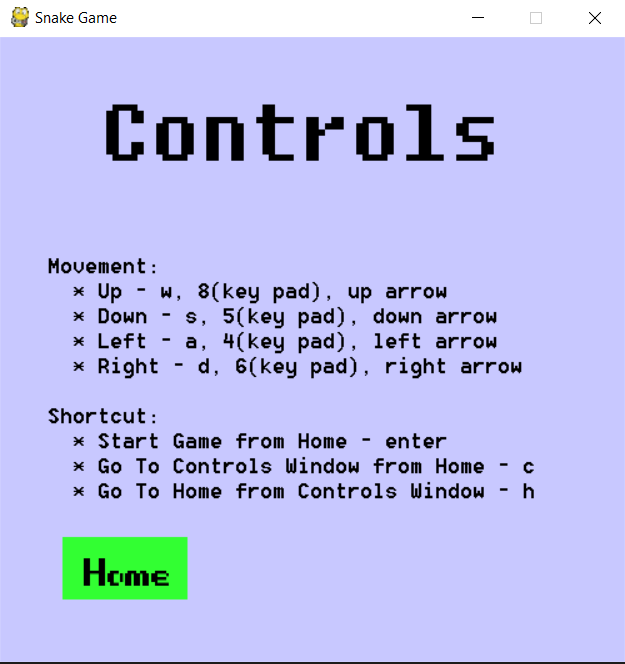 Snake Game
Controls
Movement:
* Up - w, 8(key pad), up arrow
* Down - s, 5(key pad), down arrow
* Left - a, 4(key pad), left arrow
* Right - d, 6(key pad), right arrow
Shortcut:
* Start Game from Home - enter
* Go To Controls Window from Home - c
* Go To Home from Controls Window - h
Home